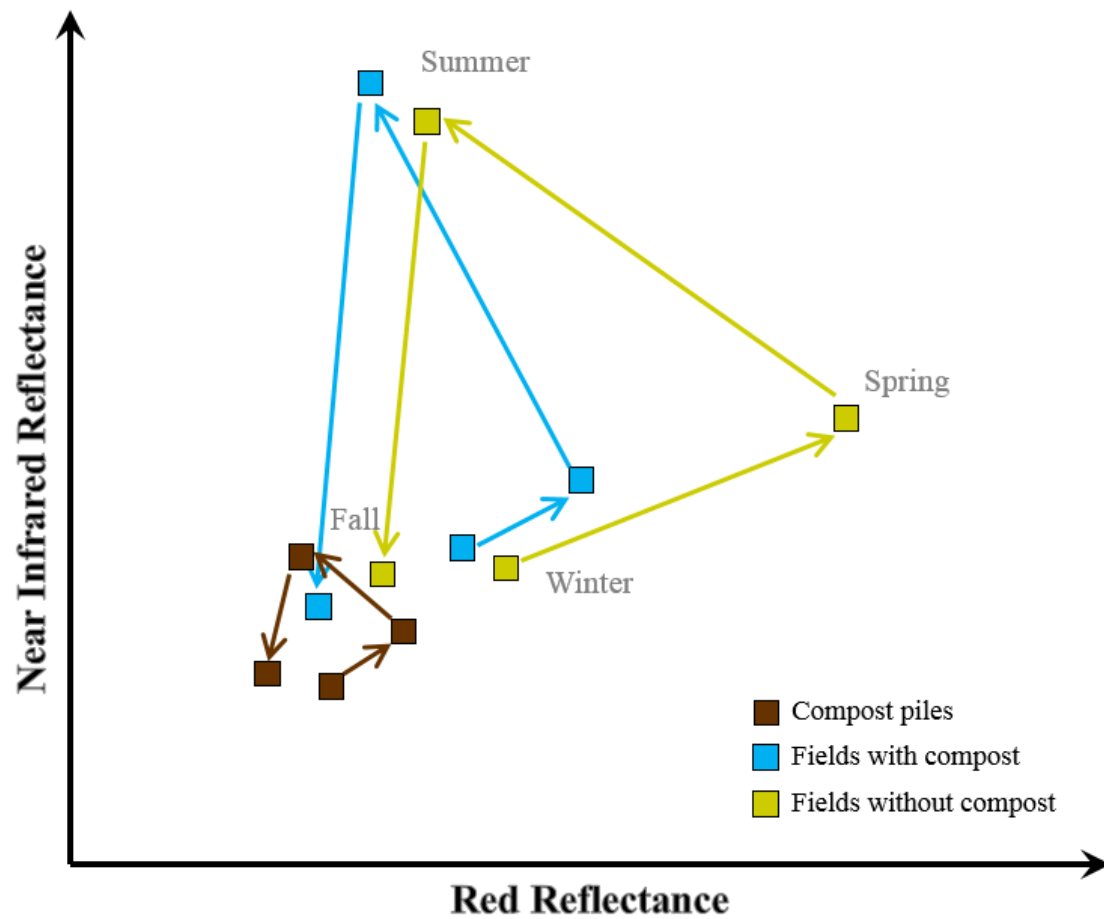 Summer
Spring
Fall
Winter
Near Infrared Reflectance
Compost piles
Fields with compost
Fields without compost
Red Reflectance